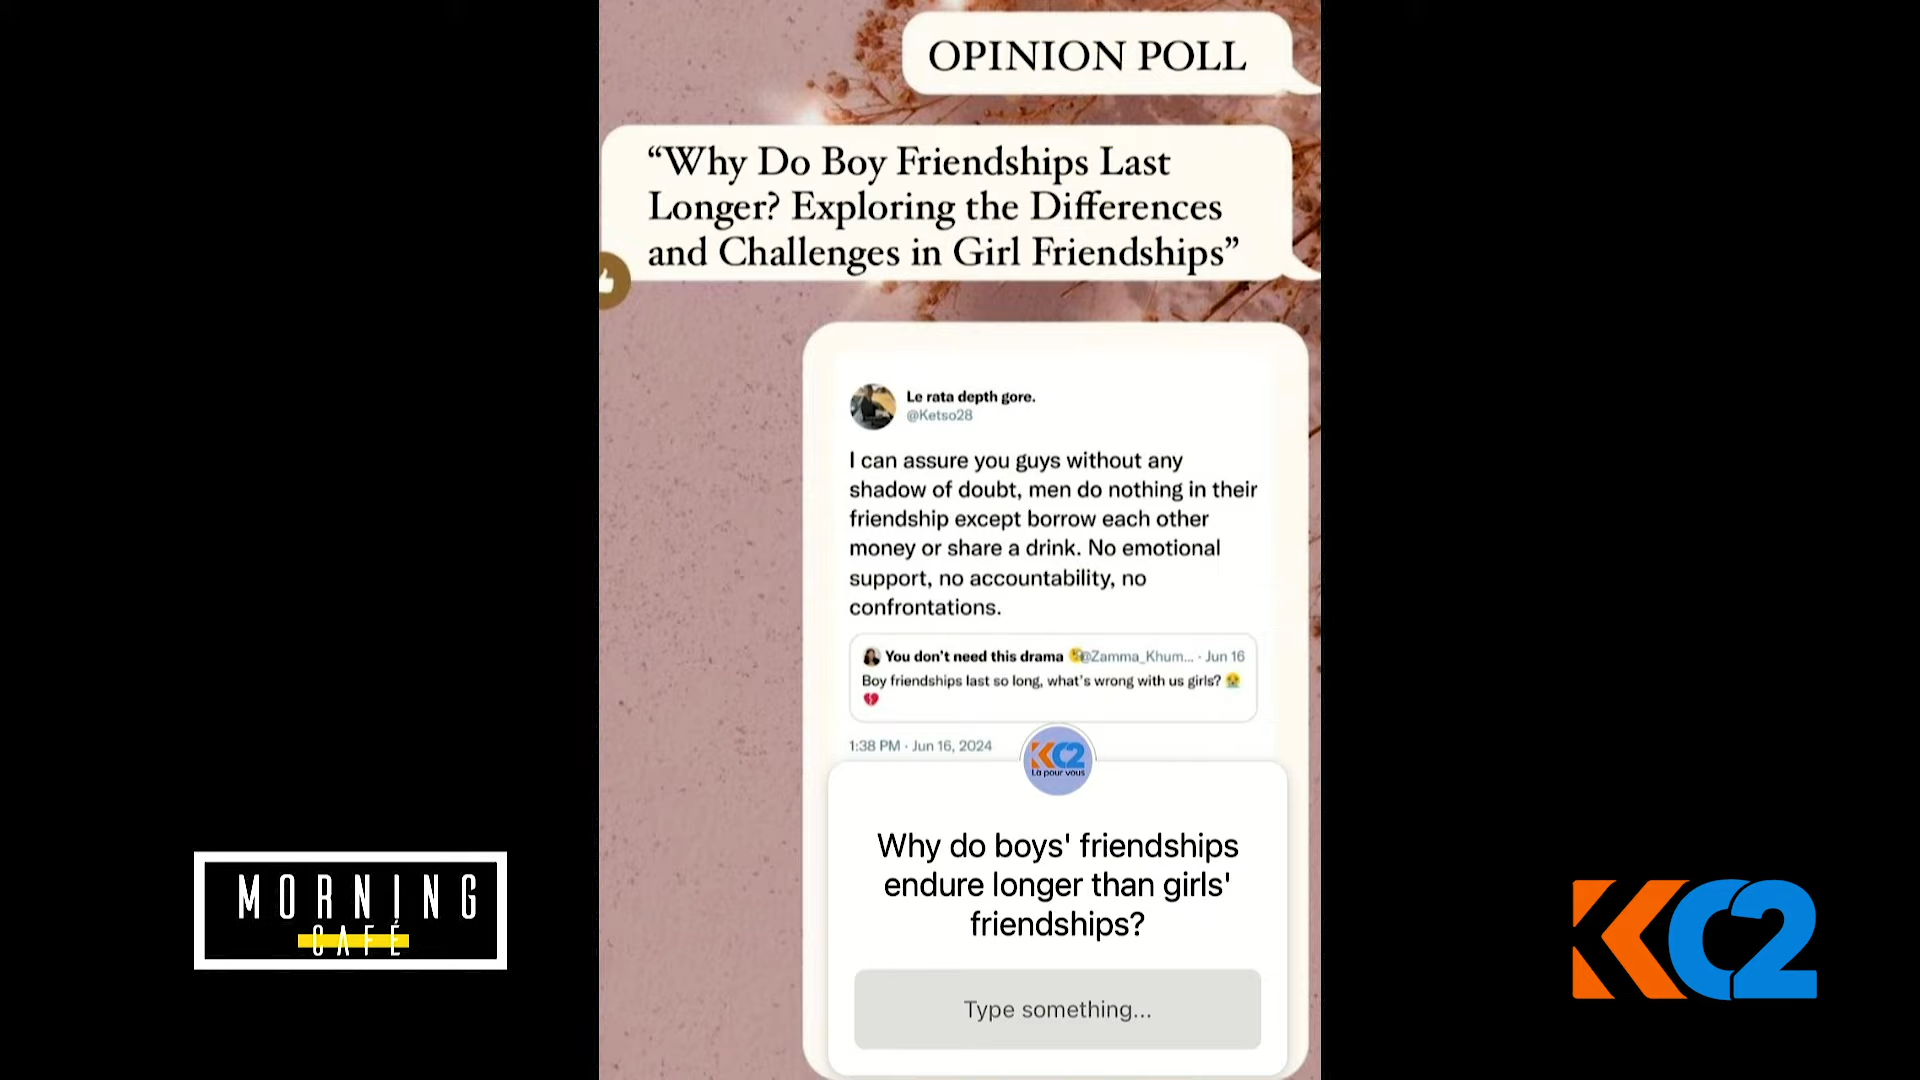 OPINION POLL
“Why Do Boy Friendships Last
Longer? Exploring the Differences
and Challenges in Girl Friendships”
Le rata depth gore.
@Ketso28
I can assure you guys without any
shadow of doubt, men do nothing in their
friendship except borrow each other
money or share a drink. No emotional
support, no accountability, no
confrontations.
You don't need this drama 🤏@Zamma_Khum... · Jun 16
Boy friendships last so long, what's wrong with us girls? 😭
💔
1:38 PM · Jun 16, 2024
KC2
Là pour vous
Why do boys' friendships
endure longer than girls'
friendships?
Type something...
MORNING
CAFÉ
KC2